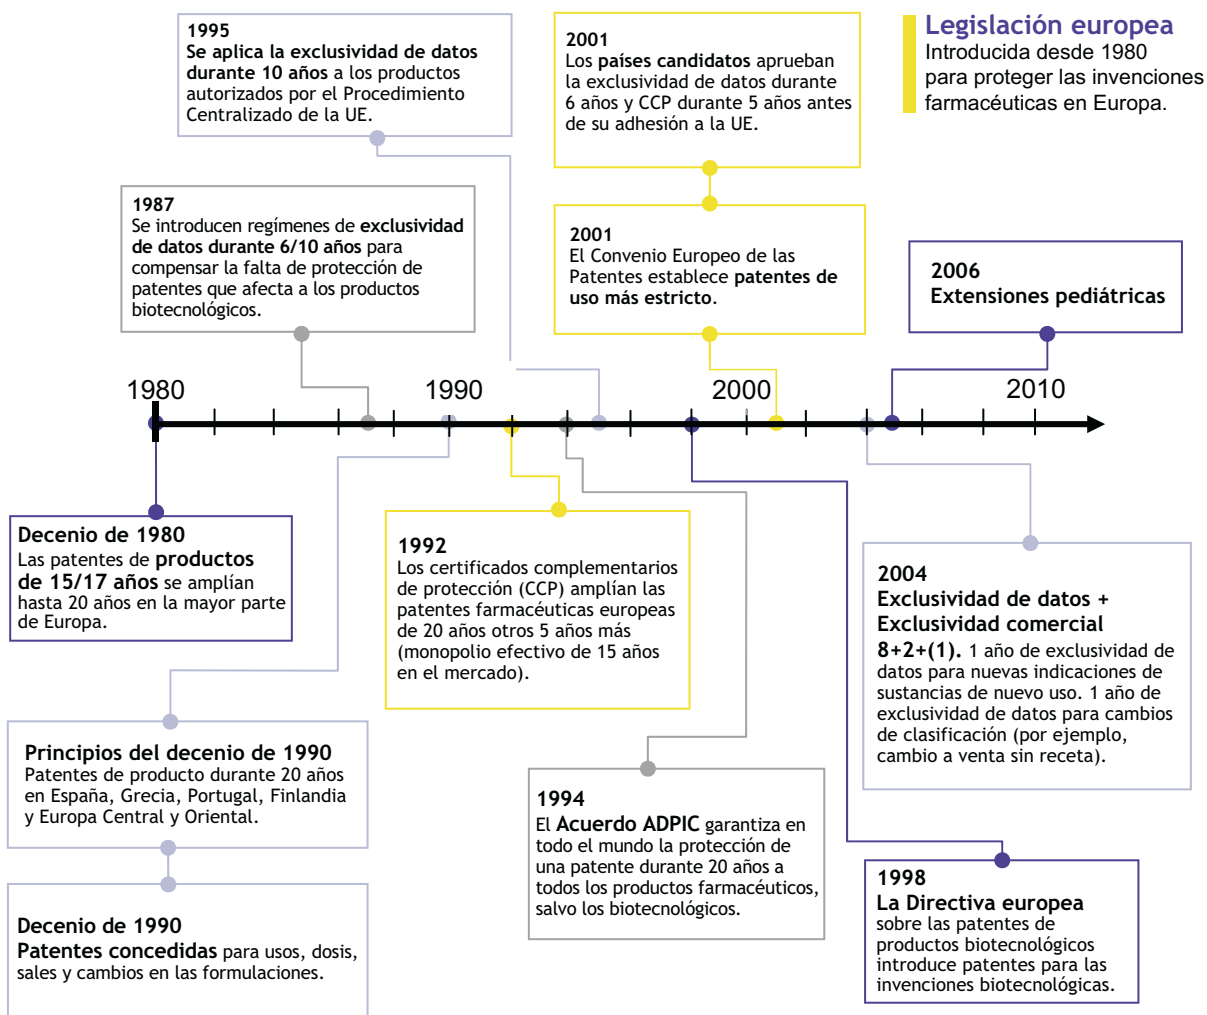 Legislación europea
Introducida desde 1980
para proteger las invenciones
farmacéuticas en Europa.
1995
Se aplica la exclusividad de datos
durante 10 años a los productos
autorizados por el Procedimiento
Centralizado de la UE.
2001
Los países candidatos aprueban
la exclusividad de datos durante
6 años y CCP durante 5 años antes
de su adhesión a la UE.
1987
Se introducen regímenes de exclusividad
de datos durante 6/10 años para
compensar la falta de protección de
patentes que afecta a los productos
biotecnológicos.
2001
El Convenio Europeo de las
Patentes establece patentes de
uso más estricto.
2006
Extensiones pediátricas
1980
1990
2000
2010
Decenio de 1980
Las patentes de productos
de 15/17 años se amplían
hasta 20 años en la mayor parte
de Europa.
1992
Los certificados complementarios
de protección (CCP) amplían las
patentes farmacéuticas europeas
de 20 años otros 5 años más
(monopolio efectivo de 15 años
en el mercado).
2004
Exclusividad de datos +
Exclusividad comercial
8+2+(1). 1 año de exclusividad de
datos para nuevas indicaciones de
sustancias de nuevo uso. 1 año de
exclusividad de datos para cambios
de clasificación (por ejemplo,
cambio a venta sin receta).
Principios del decenio de 1990
Patentes de producto durante 20 años
en España, Grecia, Portugal, Finlandia
y Europa Central y Oriental.
1994
El Acuerdo ADPIC garantiza en
todo el mundo la protección de
una patente durante 20 años a
todos los productos farmacéuticos,
salvo los biotecnológicos.
1998
La Directiva europea
sobre las patentes de
productos biotecnológicos
introduce patentes para las
invenciones biotecnológicas.
Decenio de 1990
Patentes concedidas para usos, dosis,
sales y cambios en las formulaciones.